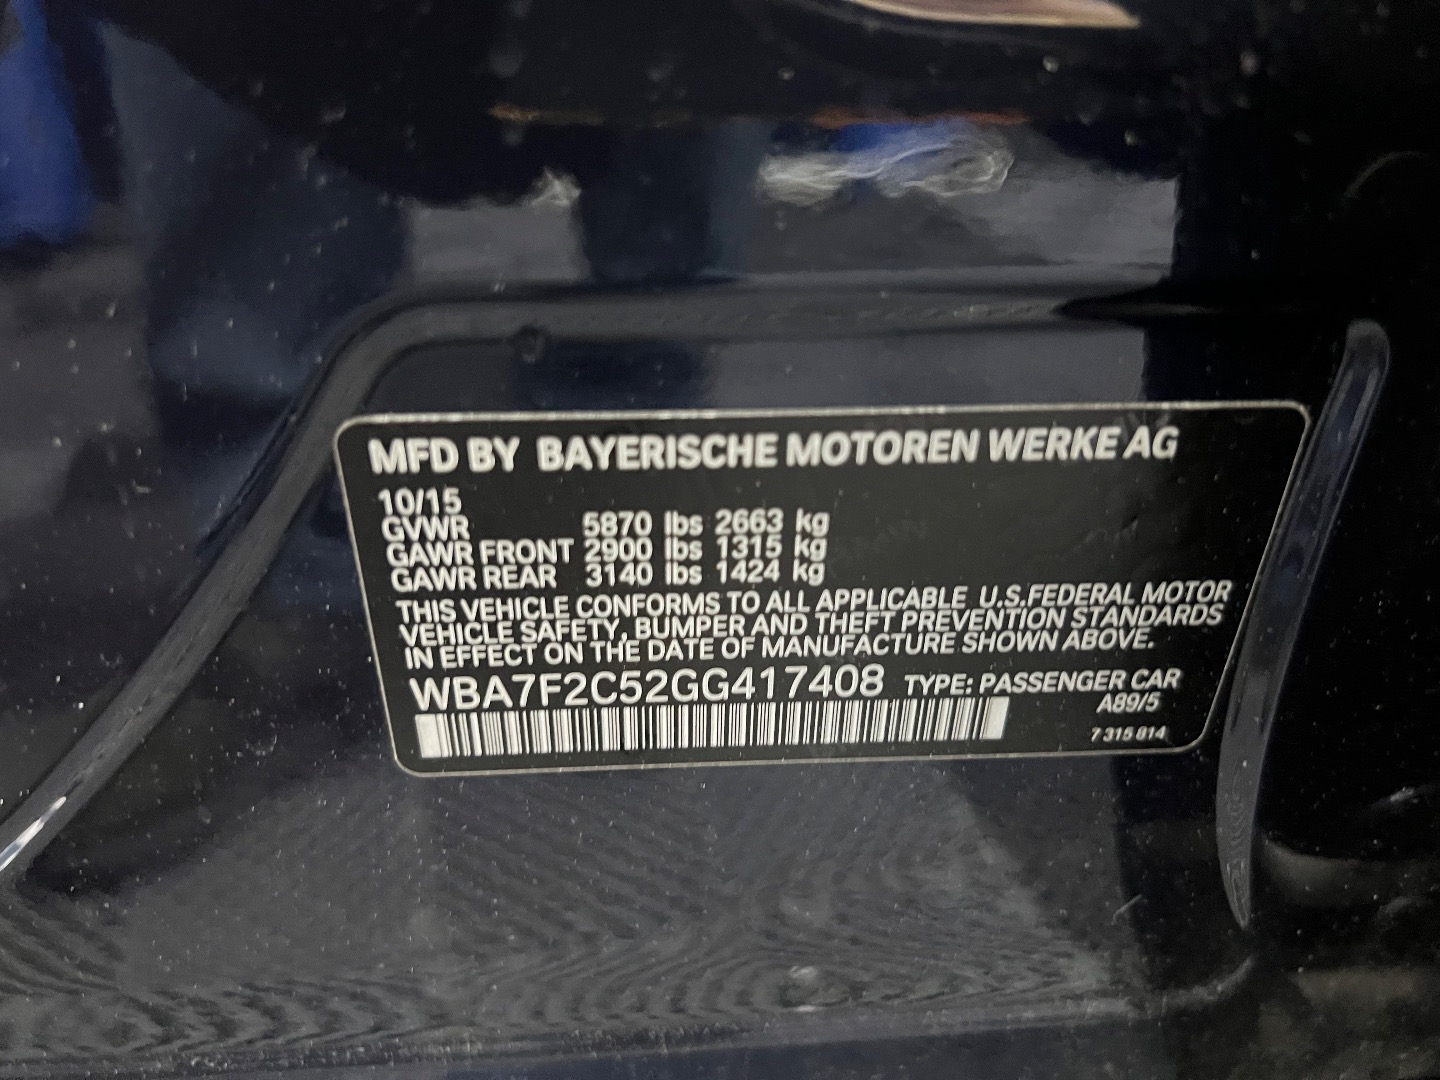 MFD BY BAYERISCHE MOTOREN WERKE AG
10/15
GVWR 5870 lbs 2663 kg
GAWR FRONT 2900 lbs 1315 kg
GAWR REAR 3140 lbs 1424 kg
THIS VEHICLE CONFORMS TO ALL APPLICABLE U.S.FEDERAL MOTOR
VEHICLE SAFETY, BUMPER AND THEFT PREVENTION STANDARDS
IN EFFECT ON THE DATE OF MANUFACTURE SHOWN ABOVE.
WBA7F2C52GG417408 TYPE: PASSENGER CAR
A89/5
7 315 814